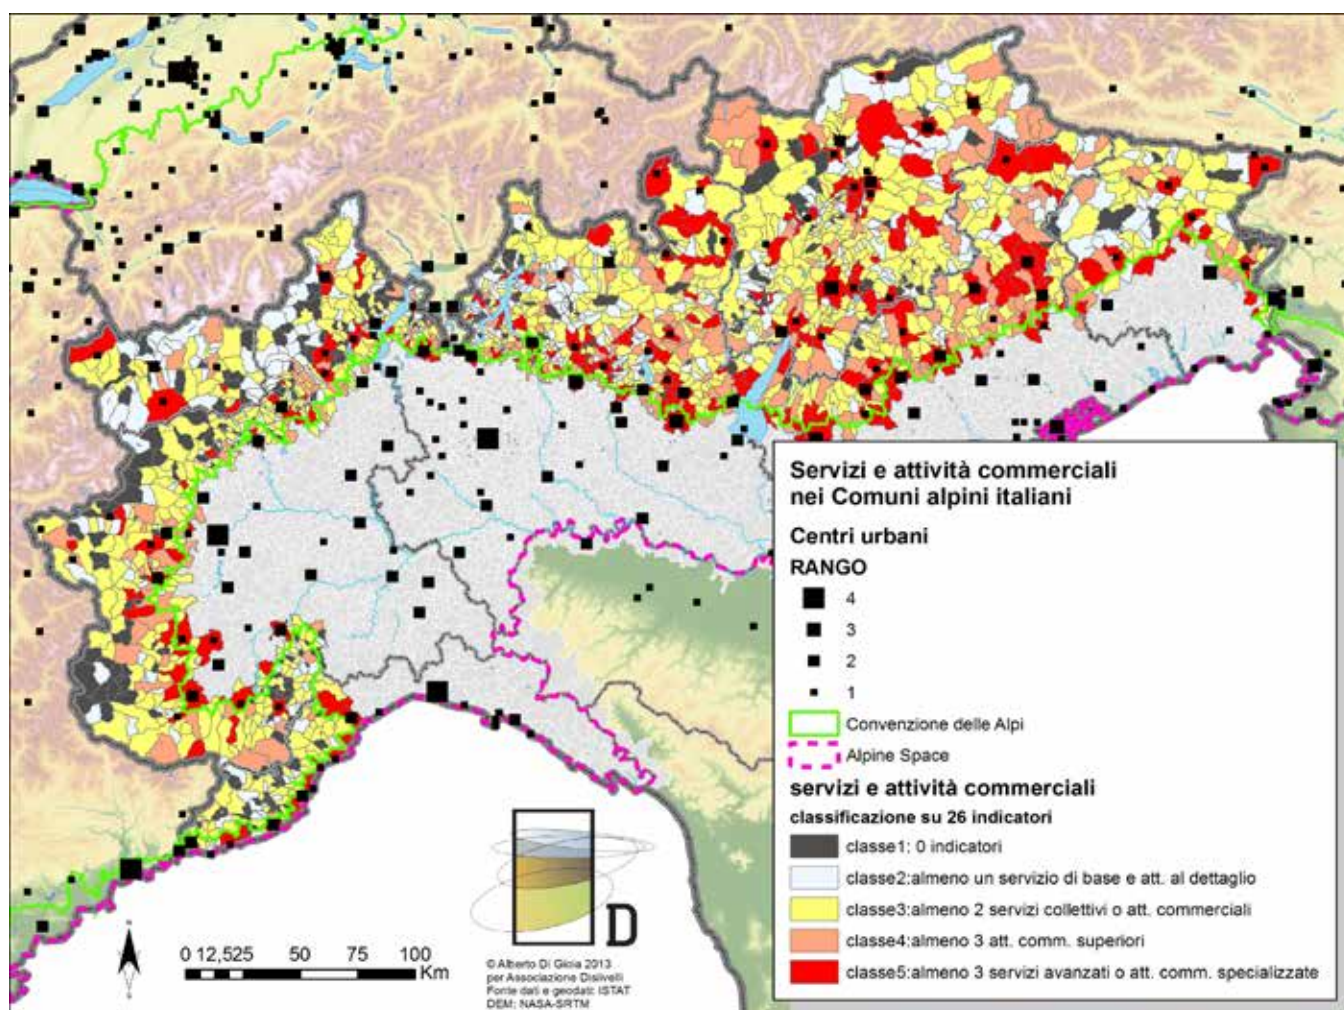 Servizi e attività commerciali
nei Comuni alpini italiani
Centri urbani
RANGO
4
3
2
1
Convenzione delle Alpi
Alpine Space
servizi e attività commerciali
classificazione su 26 indicatori
classe1: 0 indicatori
classe2:almeno un servizio di base e att. al dettaglio
classe3:almeno 2 servizi collettivi o att. commerciali
classe4:almeno 3 att. comm. superiori
classe5:almeno 3 servizi avanzati o att. comm. specializzate
0 12,525 50 75 100
Km
D
© Alberto Di Gioia 2013
per Associazione Dislivelli
Fonte dati e geodati: ISTAT
DEM: NASA-SRTM